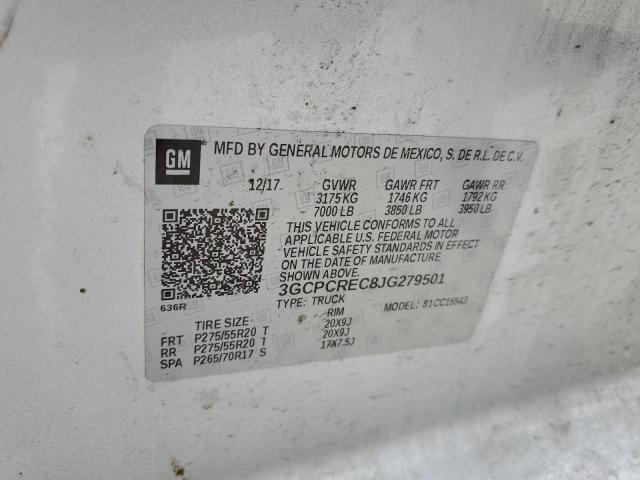 GM MFD BY GENERAL MOTORS DE MEXICO, S. DE R.L. DE C.V.
12/17 GVWR GAWR FRT GAWR RR
3175 KG 1746 KG 1792 KG
7000 LB 3850 LB 3950 LB
THIS VEHICLE CONFORMS TO ALL
APPLICABLE U.S. FEDERAL MOTOR
VEHICLE SAFETY STANDARDS IN EFFECT
ON THE DATE OF MANUFACTURE
SHOWN ABOVE.
3GCPCREC8JG279501
TYPE: TRUCK MODEL: 81CC15543
636R
TIRE SIZE RIM
FRT P275/55R20 T 20X9J
RR P275/55R20 T 20X9J
SPA P265/70R17 S 17X7.5J